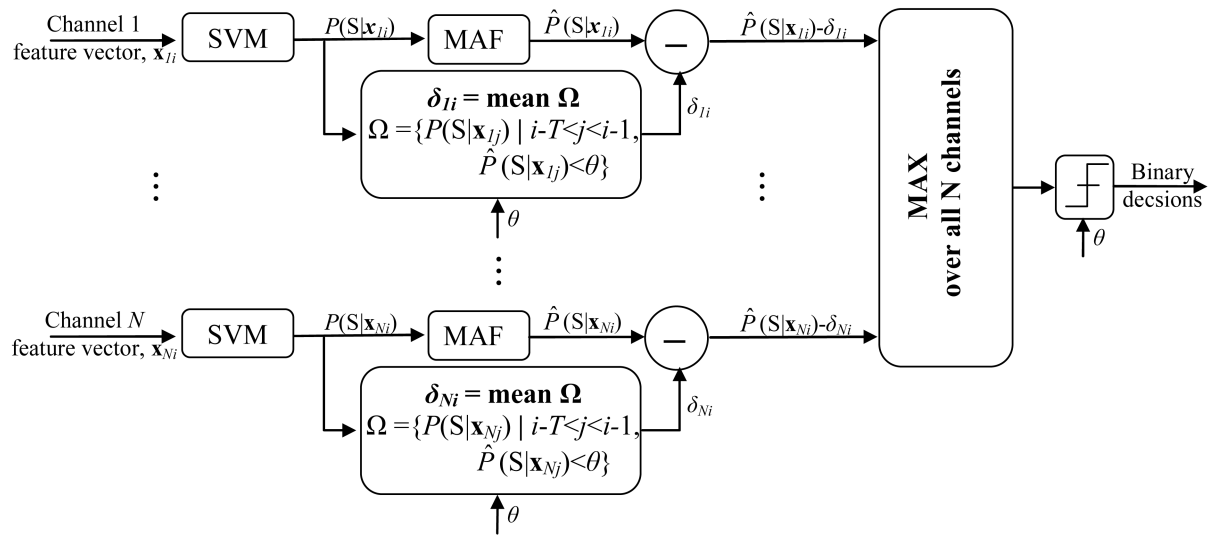 Channel 1
feature vector, x1i
SVM
P(S|x1i)
MAF
P̂(S|x1i)
−
P̂(S|x1i)-δ1i
δ1i = mean Ω
Ω ={P(S|x1j) | i-T<j<i-1,
P̂(S|x1j)<θ}
δ1i
θ
MAX
over all N channels
Binary
decsions
θ
Channel N
feature vector, xNi
SVM
P(S|xNi)
MAF
P̂(S|xNi)
−
P̂(S|xNi)-δNi
δNi = mean Ω
Ω ={P(S|xNj) | i-T<j<i-1,
P̂(S|xNj)<θ}
δNi
θ